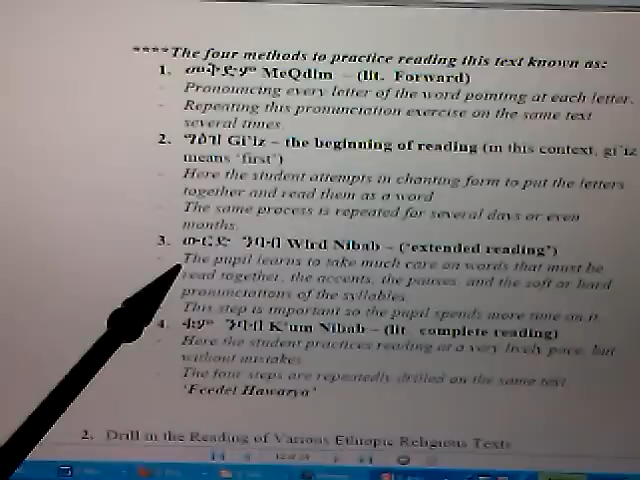 ****The four methods to practice reading this text known as:
1. መቅድም MeQdim – (lit. Forward)
- Pronouncing every letter of the word pointing at each letter.
- Repeating this pronunciation exercise on the same text
several times.
2. ግዕዝ Gi'iz – the beginning of reading (in this context, gi'iz
means 'first')
- Here the student attempts in chanting form to put the letters
together and read them as a word
- The same process is repeated for several days or even
months.
3. ውርድ ንባብ Wird Nibab – ('extended reading')
- The pupil learns to take much care on words that must be
read together, the accents, the pauses, and the soft or hard
pronunciations of the syllables.
- This step is important so the pupil spends more time on it.
4. ቁም ንባብ K'um Nibab – (lit. complete reading)
- Here the student practices reading at a very lively pace, but
without mistakes
- The four steps are repeatedly drilled on the same text
'Feedel Hawarya'
2. Drill in the Reading of Various Ethiopic Religious Texts